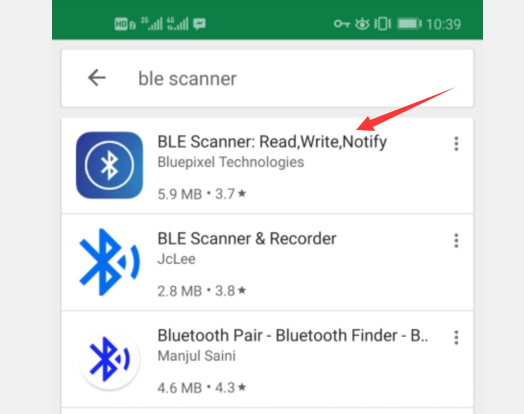 HD 2G 4G 10:39
ble scanner
BLE Scanner: Read,Write,Notify
Bluepixel Technologies
5.9 MB • 3.7 ★
BLE Scanner & Recorder
JcLee
2.8 MB • 3.8 ★
Bluetooth Pair - Bluetooth Finder - B..
Manjul Saini
4.6 MB • 4.3 ★